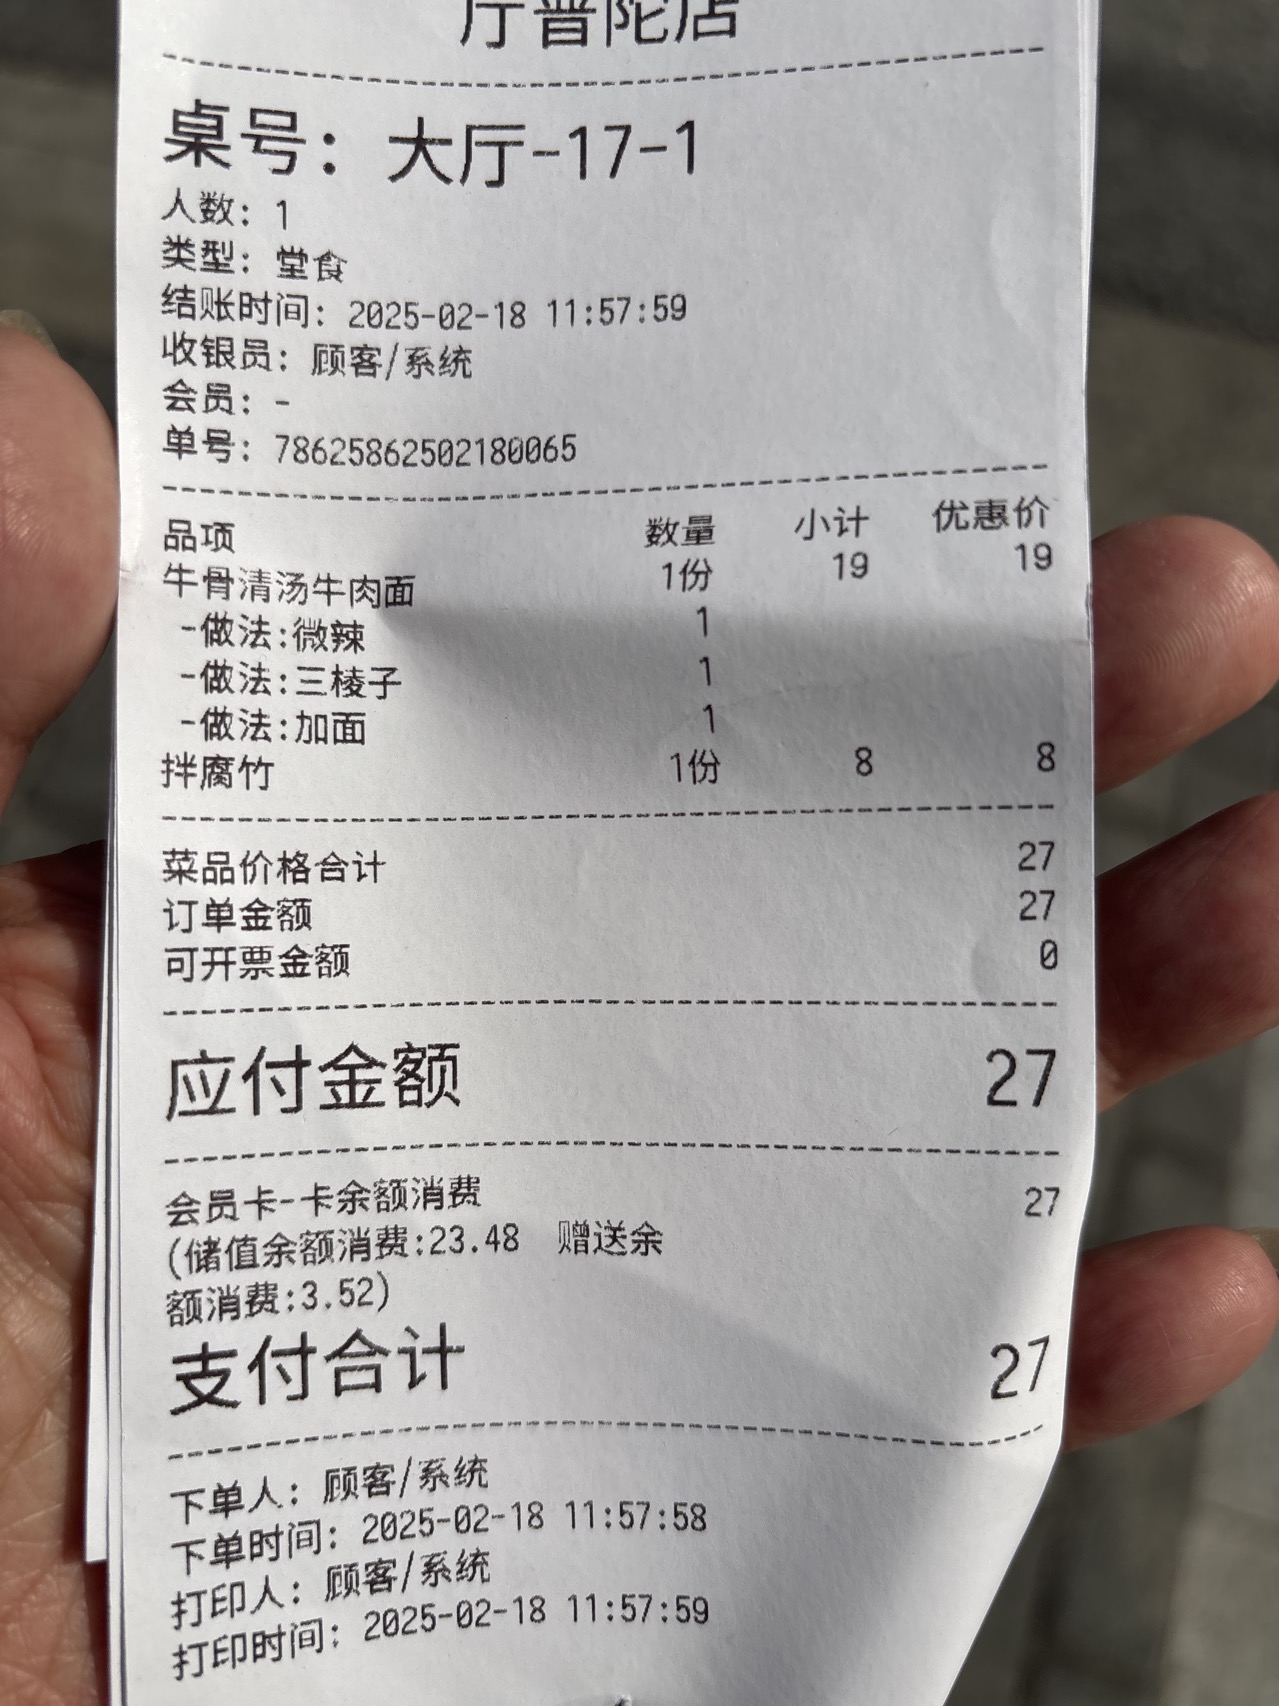 厅普陀店
桌号：大厅-17-1
人数：1
类型：堂食
结账时间：2025-02-18 11:57:59
收银员：顾客/系统
会员：-
单号：78625862502180065
品项 数量 小计 优惠价
牛骨清汤牛肉面 1份 19 19
-做法:微辣 1
-做法:三棱子 1
-做法:加面 1
拌腐竹 1份 8 8
菜品价格合计 27
订单金额 27
可开票金额 0
应付金额 27
会员卡-卡余额消费 27
(储值余额消费:23.48 赠送余
额消费:3.52)
支付合计 27
下单人：顾客/系统
下单时间：2025-02-18 11:57:58
打印人：顾客/系统
打印时间：2025-02-18 11:57:59